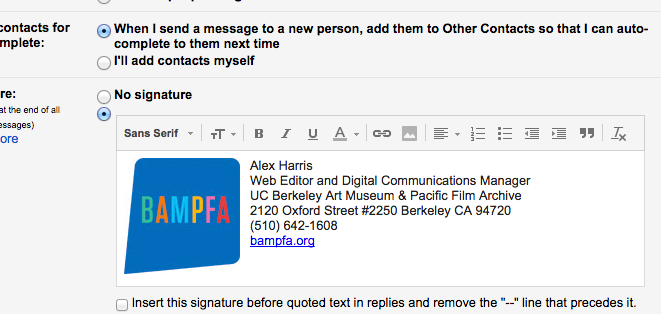 contacts for
mplete:
When I send a message to a new person, add them to Other Contacts so that I can auto-
complete to them next time
I'll add contacts myself
re:
at the end of all
essages)
ore
No signature
Sans Serif
BAMPFA
Alex Harris
Web Editor and Digital Communications Manager
UC Berkeley Art Museum & Pacific Film Archive
2120 Oxford Street #2250 Berkeley CA 94720
(510) 642-1608
bampfa.org
Insert this signature before quoted text in replies and remove the "--" line that precedes it.